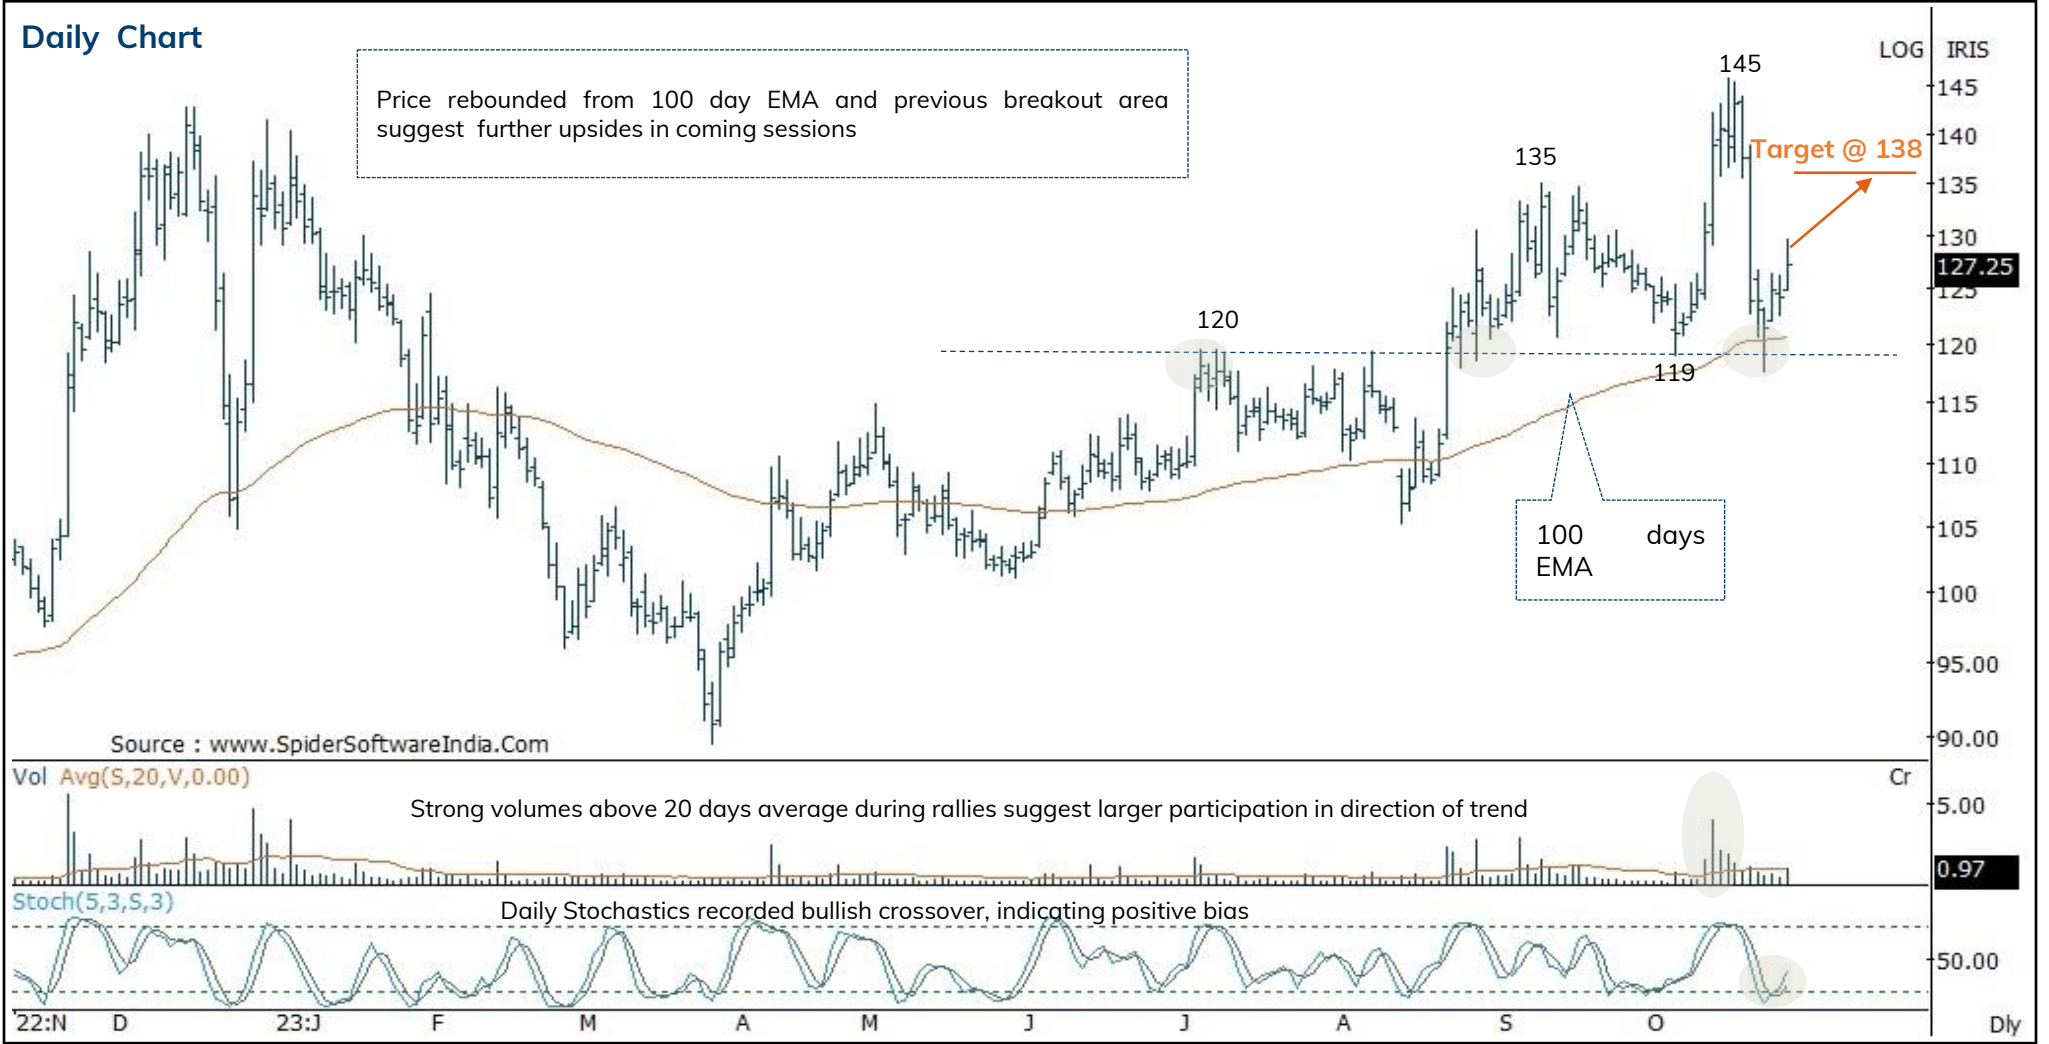 Daily Chart
LOG IRIS
Price rebounded from 100 day EMA and previous breakout area
suggest further upsides in coming sessions
145
145
140
Target @ 138
135
135
130
127.25
125
120
120
119
115
110
100 days
EMA
105
100
95.00
90.00
Source : www.SpiderSoftwareIndia.Com
Vol Avg(S,20,V,0.00)
Cr
Strong volumes above 20 days average during rallies suggest larger participation in direction of trend
5.00
0.97
Stoch(5,3,S,3)
Daily Stochastics recorded bullish crossover, indicating positive bias
50.00
'22:N D 23:J F M A M J J A S O Dly